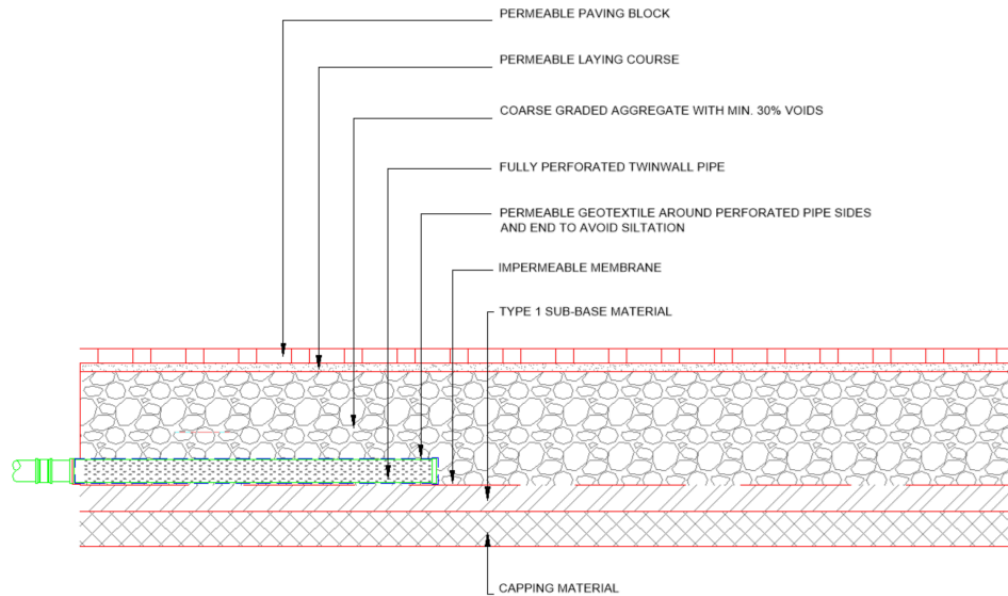 PERMEABLE PAVING BLOCK
PERMEABLE LAYING COURSE
COARSE GRADED AGGREGATE WITH MIN. 30% VOIDS
FULLY PERFORATED TWINWALL PIPE
PERMEABLE GEOTEXTILE AROUND PERFORATED PIPE SIDES
AND END TO AVOID SILTATION
IMPERMEABLE MEMBRANE
TYPE 1 SUB-BASE MATERIAL
CAPPING MATERIAL